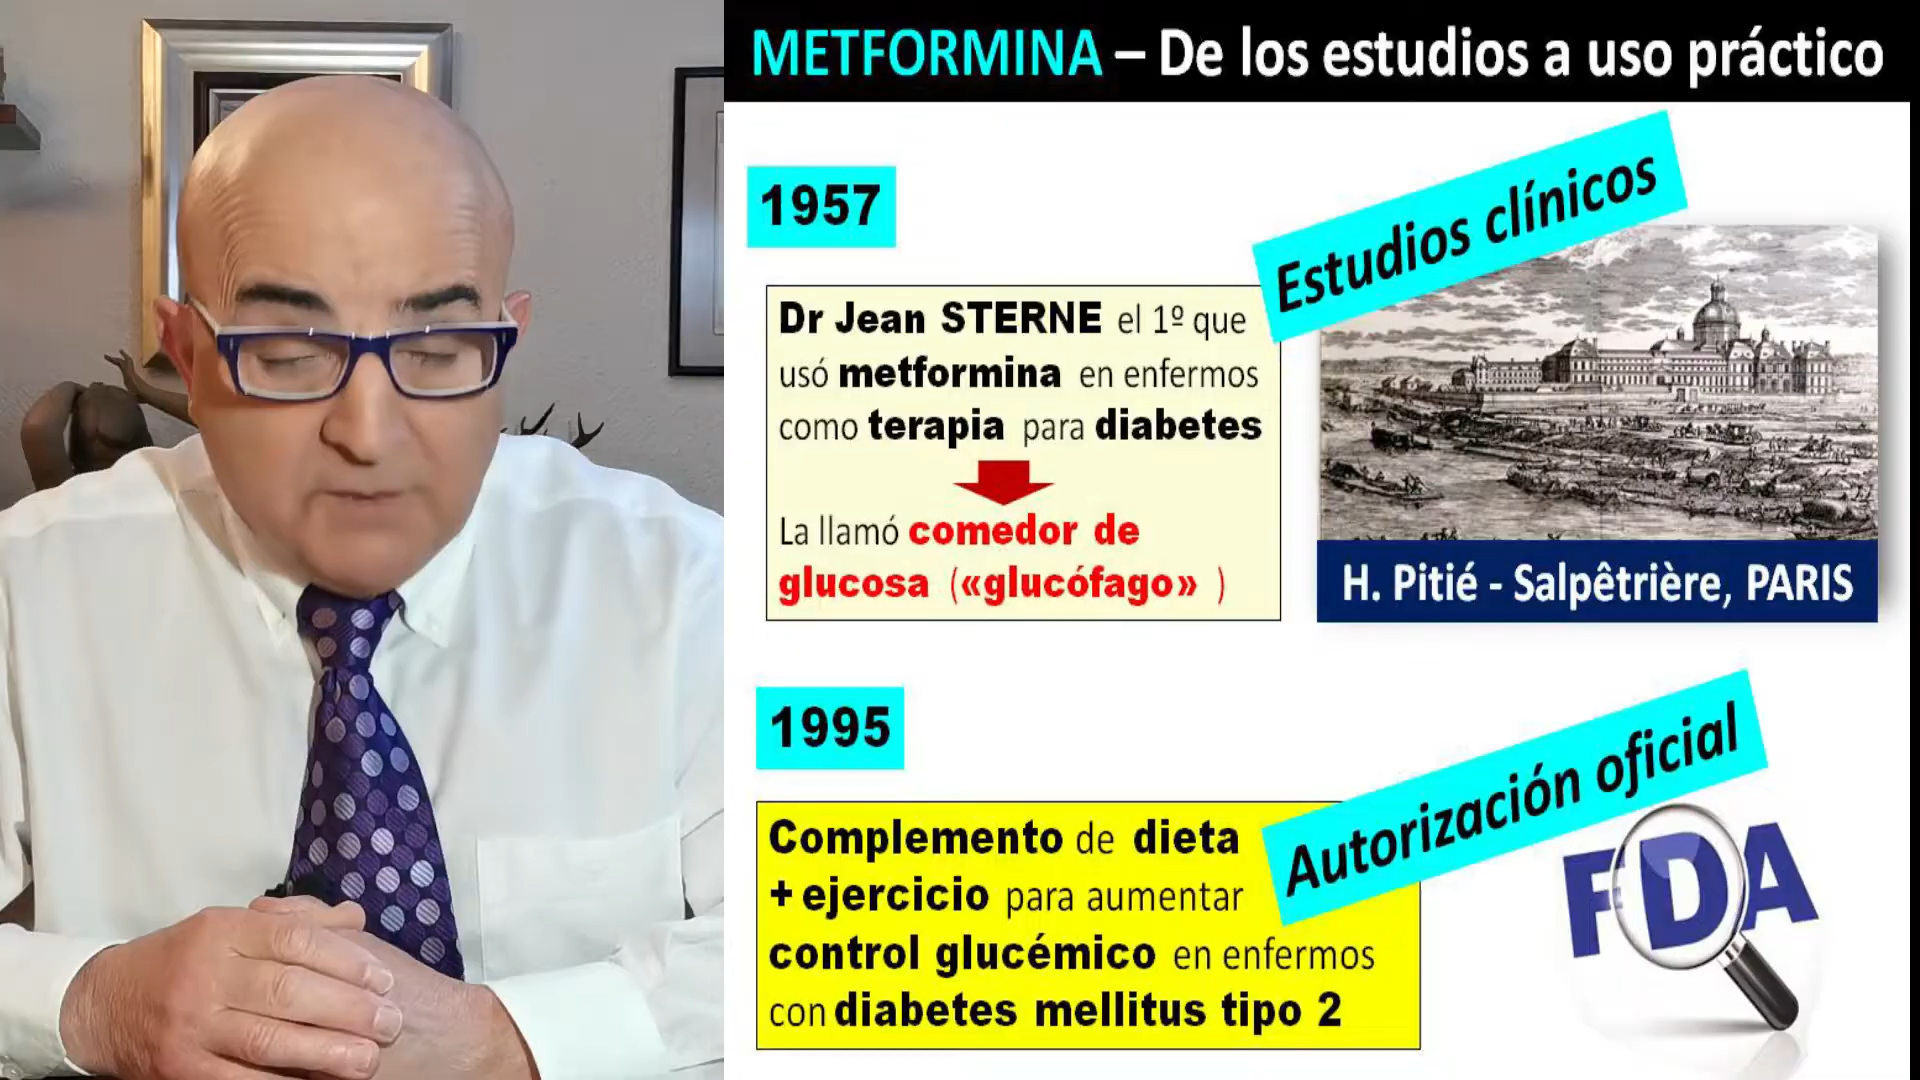 METFORMINA – De los estudios a uso práctico
1957
Estudios clínicos
Dr Jean STERNE el 1º que
usó metformina en enfermos
como terapia para diabetes
La llamó comedor de
glucosa («glucófago» )
H. Pitié - Salpêtrière, PARIS
1995
Autorización oficial
Complemento de dieta
+ ejercicio para aumentar
control glucémico en enfermos
con diabetes mellitus tipo 2
FDA